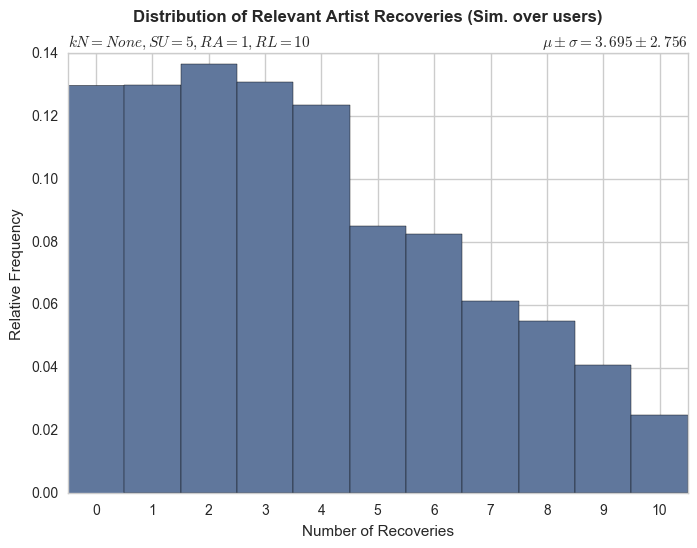 Distribution of Relevant Artist Recoveries (Sim. over users)
kN = None, SU = 5, RA = 1, RL = 10 μ ± σ = 3.695 ± 2.756
0.14
0.12
0.10
0.08
0.06
0.04
0.02
0.00
Relative Frequency
0 1 2 3 4 5 6 7 8 9 10
Number of Recoveries